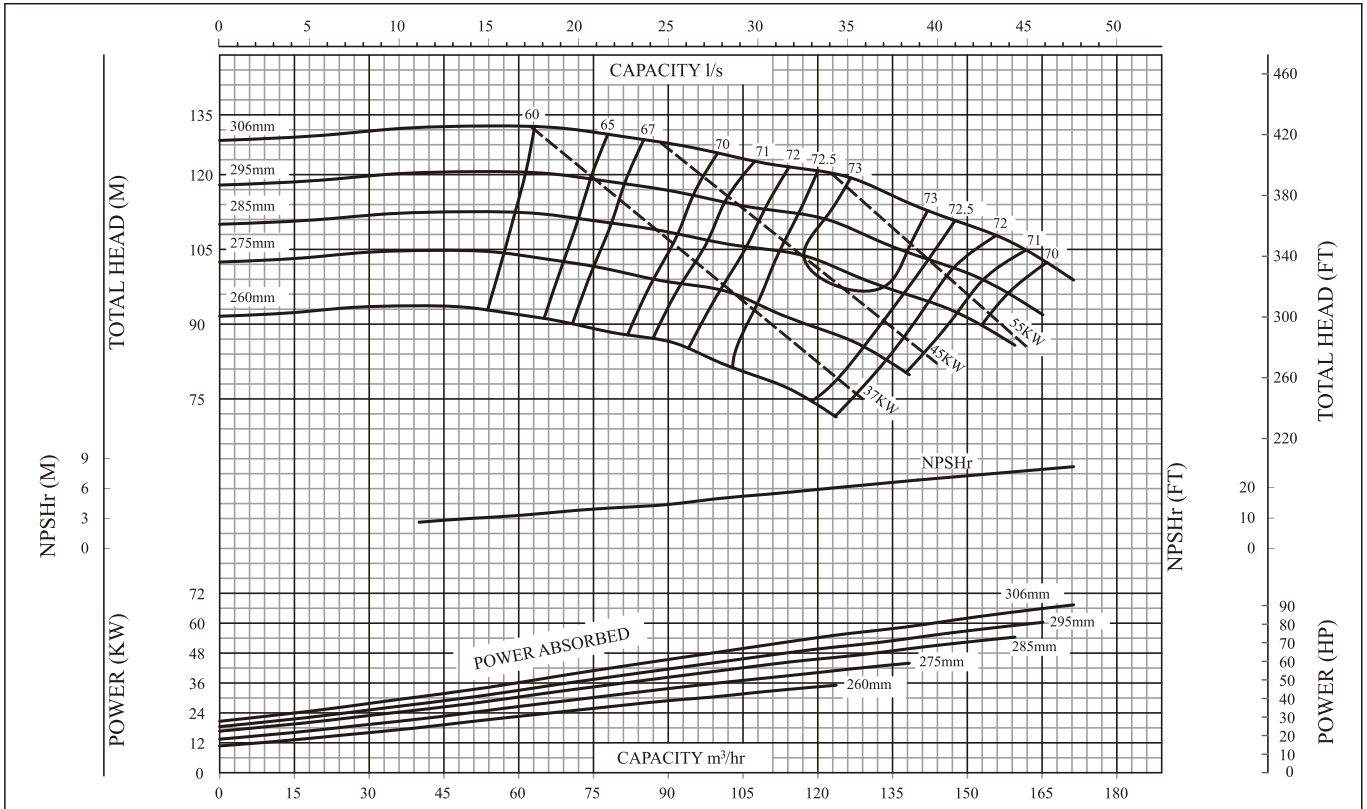 0 5 10 15 20 25 30 35 40 45 50
CAPACITY l/s
TOTAL HEAD (M)
135
120
105
90
75
306mm
295mm
285mm
275mm
260mm
60 65 67 70 71 72 72.5 73
73 72.5 72 71 70
37KW
45KW
55KW
460
420
380
340
300
260
220
TOTAL HEAD (FT)
NPSHr (M)
9
6
3
0
NPSHr
NPSHr (FT)
20
10
0
POWER (KW)
72
60
48
36
24
12
0
POWER ABSORBED
306mm
295mm
285mm
275mm
260mm
90
80
70
60
50
40
30
20
10
0
POWER (HP)
CAPACITY m³/hr
0 15 30 45 60 75 90 105 120 135 150 165 180